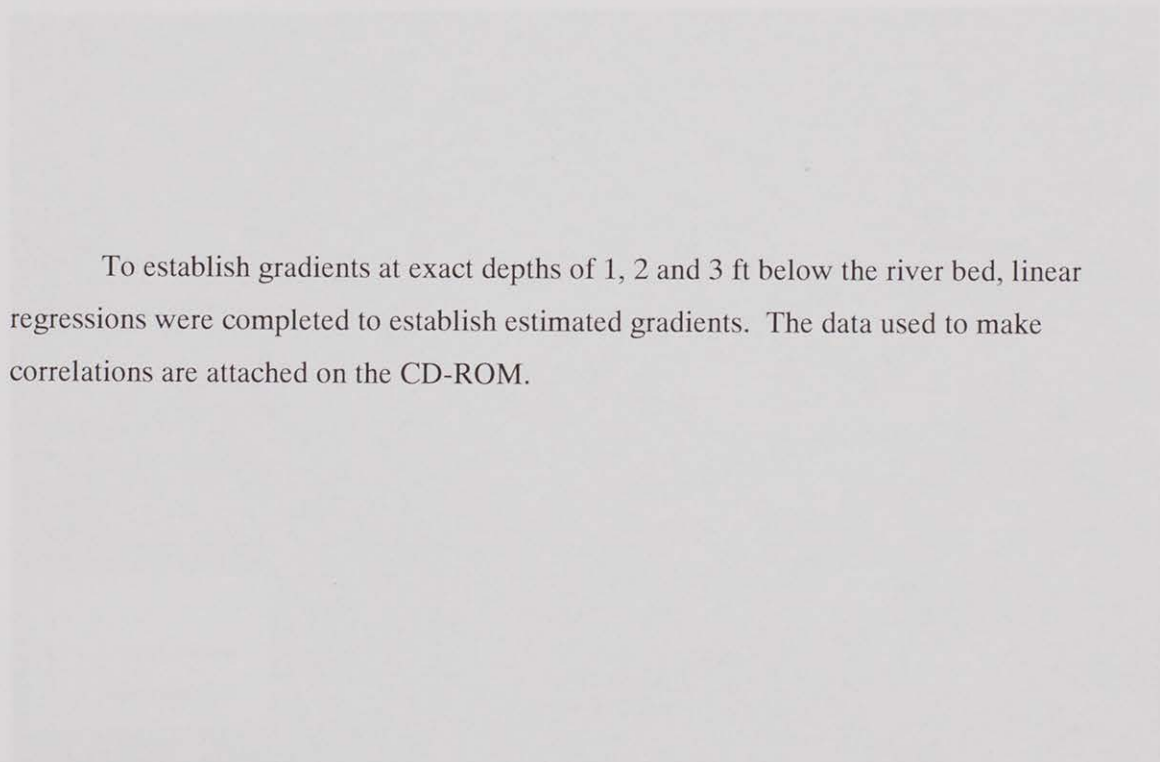 To establish gradients at exact depths of 1, 2 and 3 ft below the river bed, linear
regressions were completed to establish estimated gradients. The data used to make
correlations are attached on the CD-ROM.